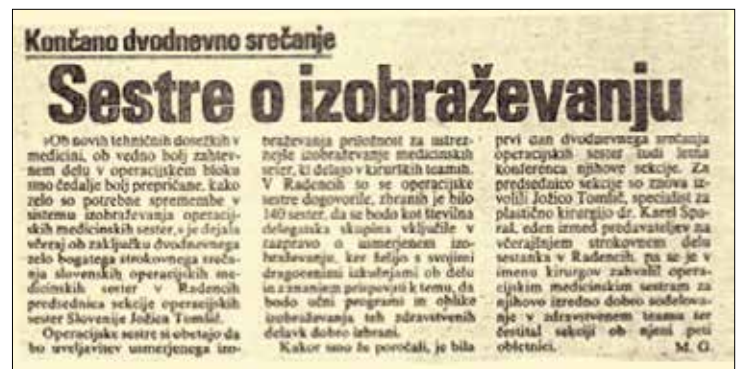 Končano dvodnevno srečanje
Sestre o izobraževanju
»Ob novih tehničnih dosežkih v
medicini, ob vedno bolj zahtev-
nem delu v operacijskem bloku
smo čedalje bolj prepričane, kako
zelo so potrebne spremembe v
sistemu izobraževanja operacij-
skih medicinskih sester,« je dejala
včeraj ob zaključku dvodnevnega
zelo bogatega strokovnega sreča-
nja slovenskih operacijskih me-
dicinskih sester v Radencih
predsednica sekcije operacijskih
sester Slovenije Jožica Tomšič.
Operacijske sestre si obetajo da
bo uveljavitev usmerjenega izo-
braževanja priložnost za ustrez-
nejše izobraževanje medicinskih
sester, ki delajo v kirurških teamih.
V Radencih so se operacijske
sestre dogovorile, zbranih je bilo
140 sester, da se bodo kot številna
delegatska skupina vključile v
razpravo o usmerjenem izo-
braževanju, ker želijo s svojimi
dragocenimi izkušnjami ob delu
in z znanjem prispevati k temu, da
bodo učni programi in oblike
izobraževanja teh zdravstvenih
delavk dobro izbrani.
Kakor smo že poročali, je bila
prvi dan dvodnevnega srečanja
operacijskih sester tudi letna
konferenca njihove sekcije. Za
predsednico sekcije so znova iz-
volili Jožico Tomšič, specialist za
plastično kirurgijo dr. Karel
eden izmed predavateljev na
včerajšnjem strokovnem delu
sestanka v Radencih, pa se je v
imenu kirurgov zahvalil opera-
cijskim medicinskim sestram za
njihovo izredno dobro sodelova-
nje v zdravstvenem teamu ter
čestital sekciji ob njeni peti
obletnici. M. G.